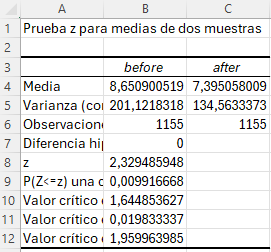 A B C
1 Prueba z para medias de dos muestras
2
3 before after
4 Media 8,650900519 7,395058009
5 Varianza (co 201,1218318 134,5633373
6 Observacione 1155 1155
7 Diferencia hi 0
8 z 2,329485948
9 P(Z<=z) una c 0,009916668
10 Valor crítico 1,644853627
11 Valor crítico 0,019833337
12 Valor crítico 1,959963985